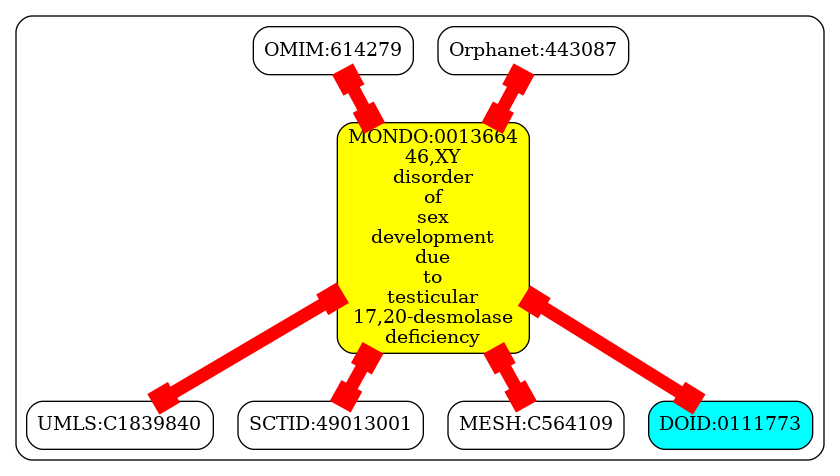 OMIM:614279
Orphanet:443087
MONDO:0013664
46,XY
disorder
of
sex
development
due
to
testicular
17,20-desmolase
deficiency
UMLS:C1839840
SCTID:49013001
MESH:C564109
DOID:0111773